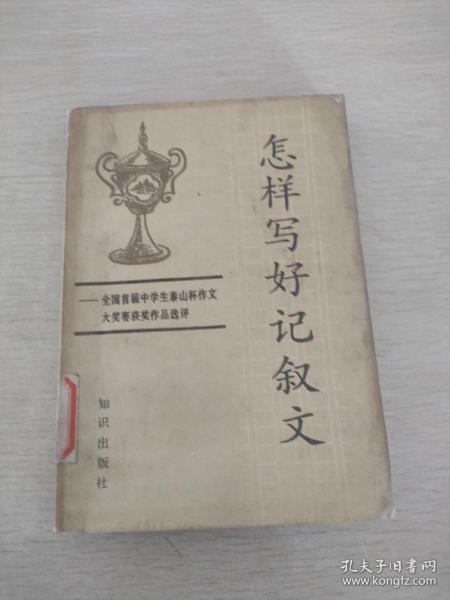 怎样写好记叙文
——全国首届中学生泰山杯作文
大奖赛获奖作品选评
知识出版社
孔夫子旧书网
www.kongfz.com